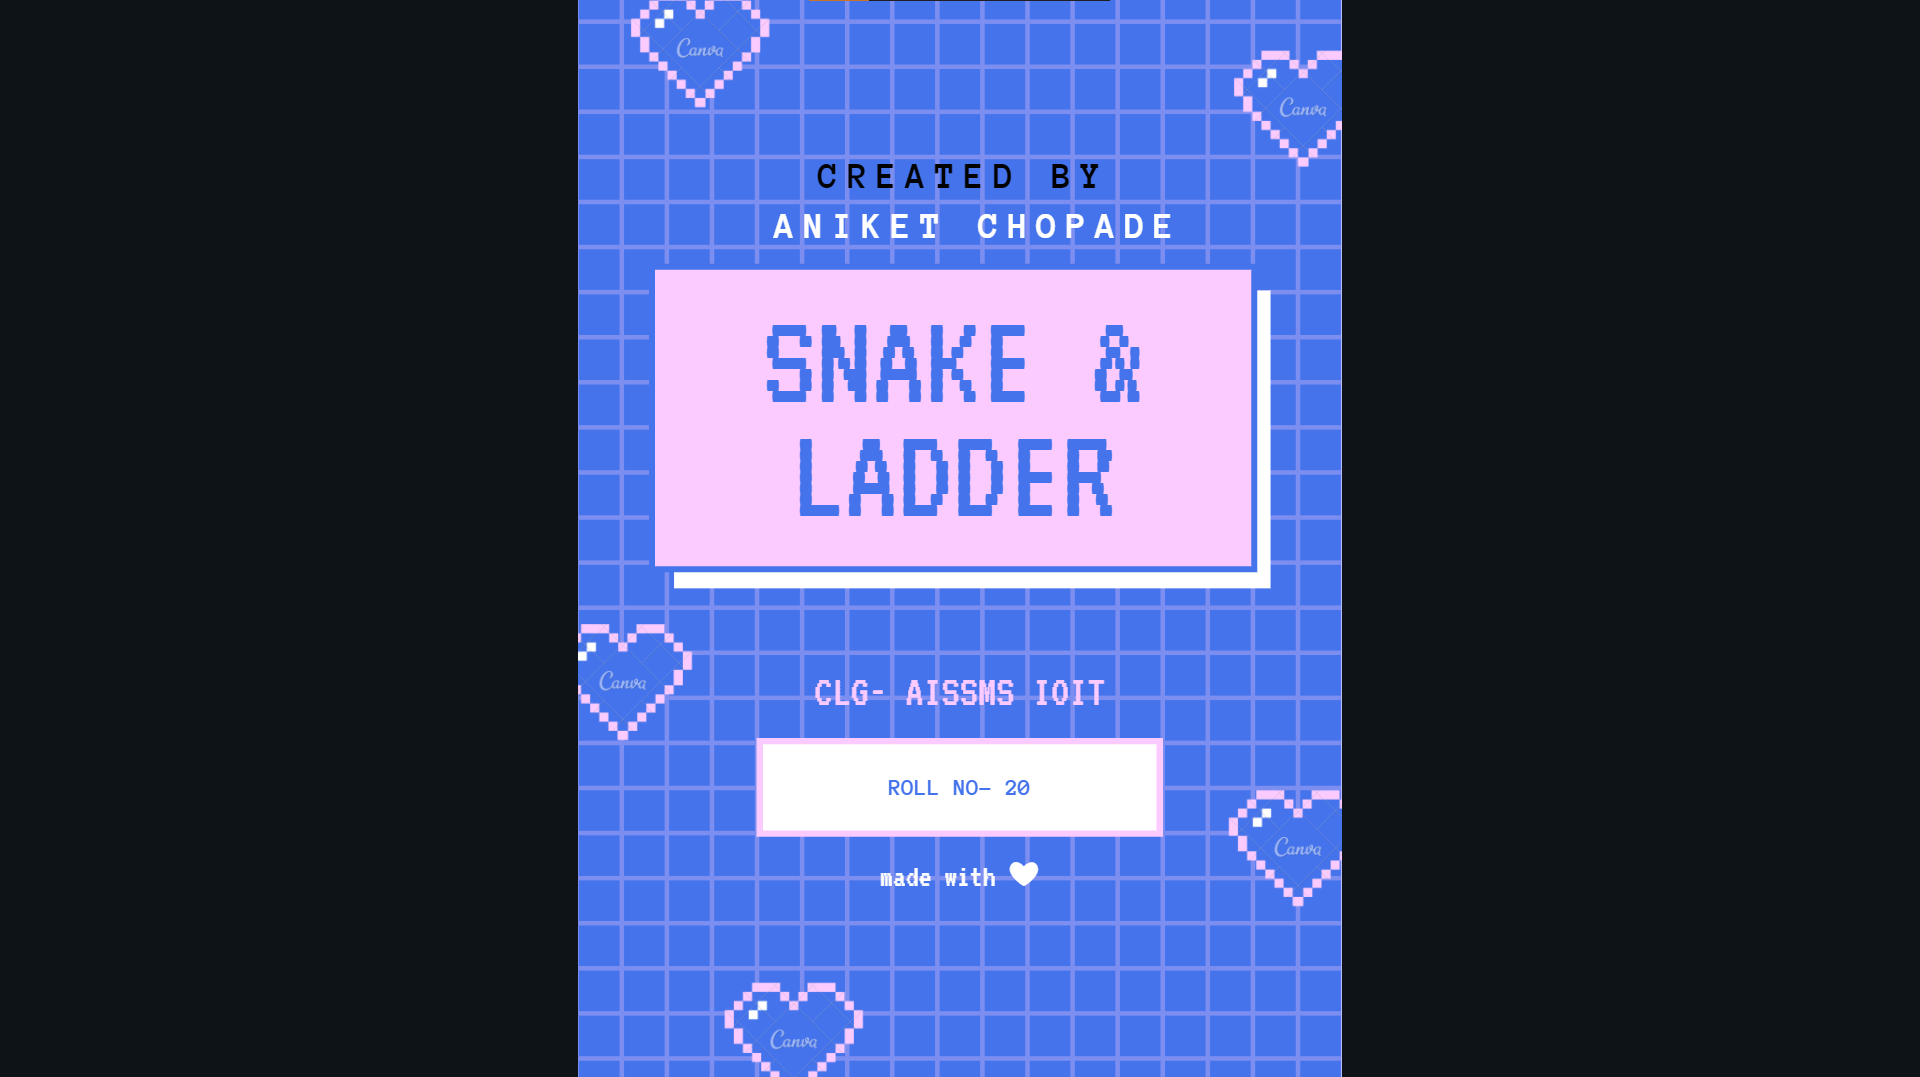 Canva
Canva
CREATED BY
ANIKET CHOPADE
SNAKE &
LADDER
Canva
CLG- AISSMS IOIT
ROLL NO- 20
Canva
made with
Canva